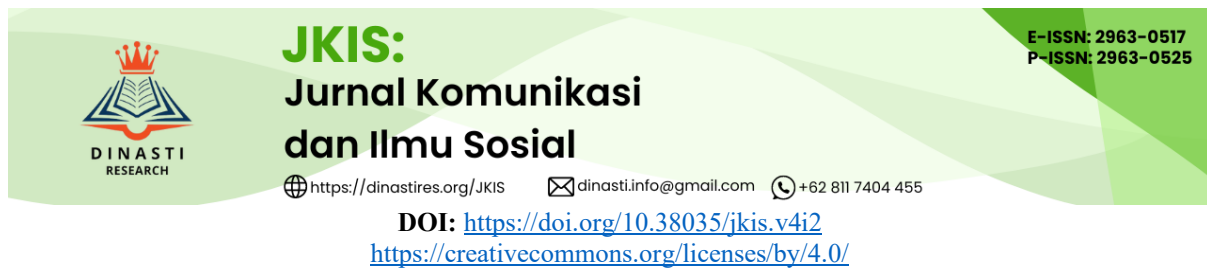 JKIS:
Jurnal Komunikasi
dan Ilmu Sosial
E-ISSN: 2963-0517
P-ISSN: 2963-0525
DINASTI
RESEARCH
https://dinastires.org/JKIS dinasti.info@gmail.com +62 811 7404 455
DOI: https://doi.org/10.38035/jkis.v4i2
https://creativecommons.org/licenses/by/4.0/